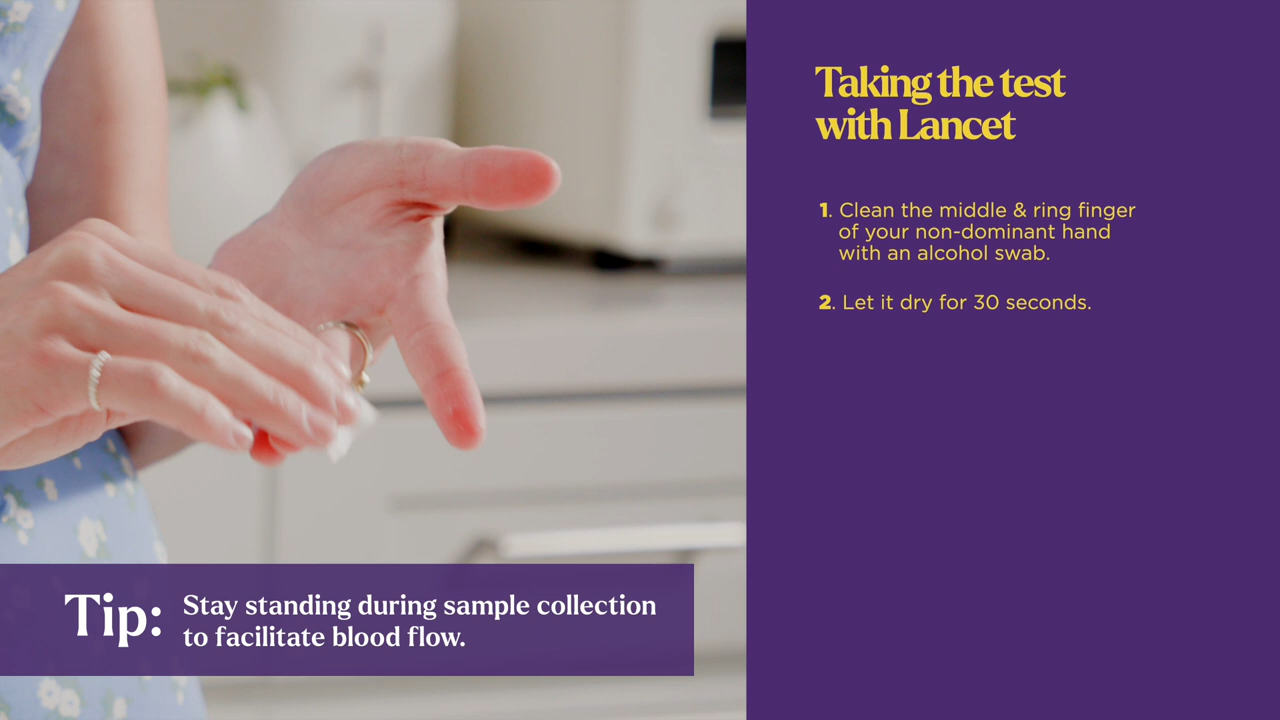 Taking the test
with Lancet
1. Clean the middle & ring finger
of your non-dominant hand
with an alcohol swab.
2. Let it dry for 30 seconds.
Tip: Stay standing during sample collection
to facilitate blood flow.